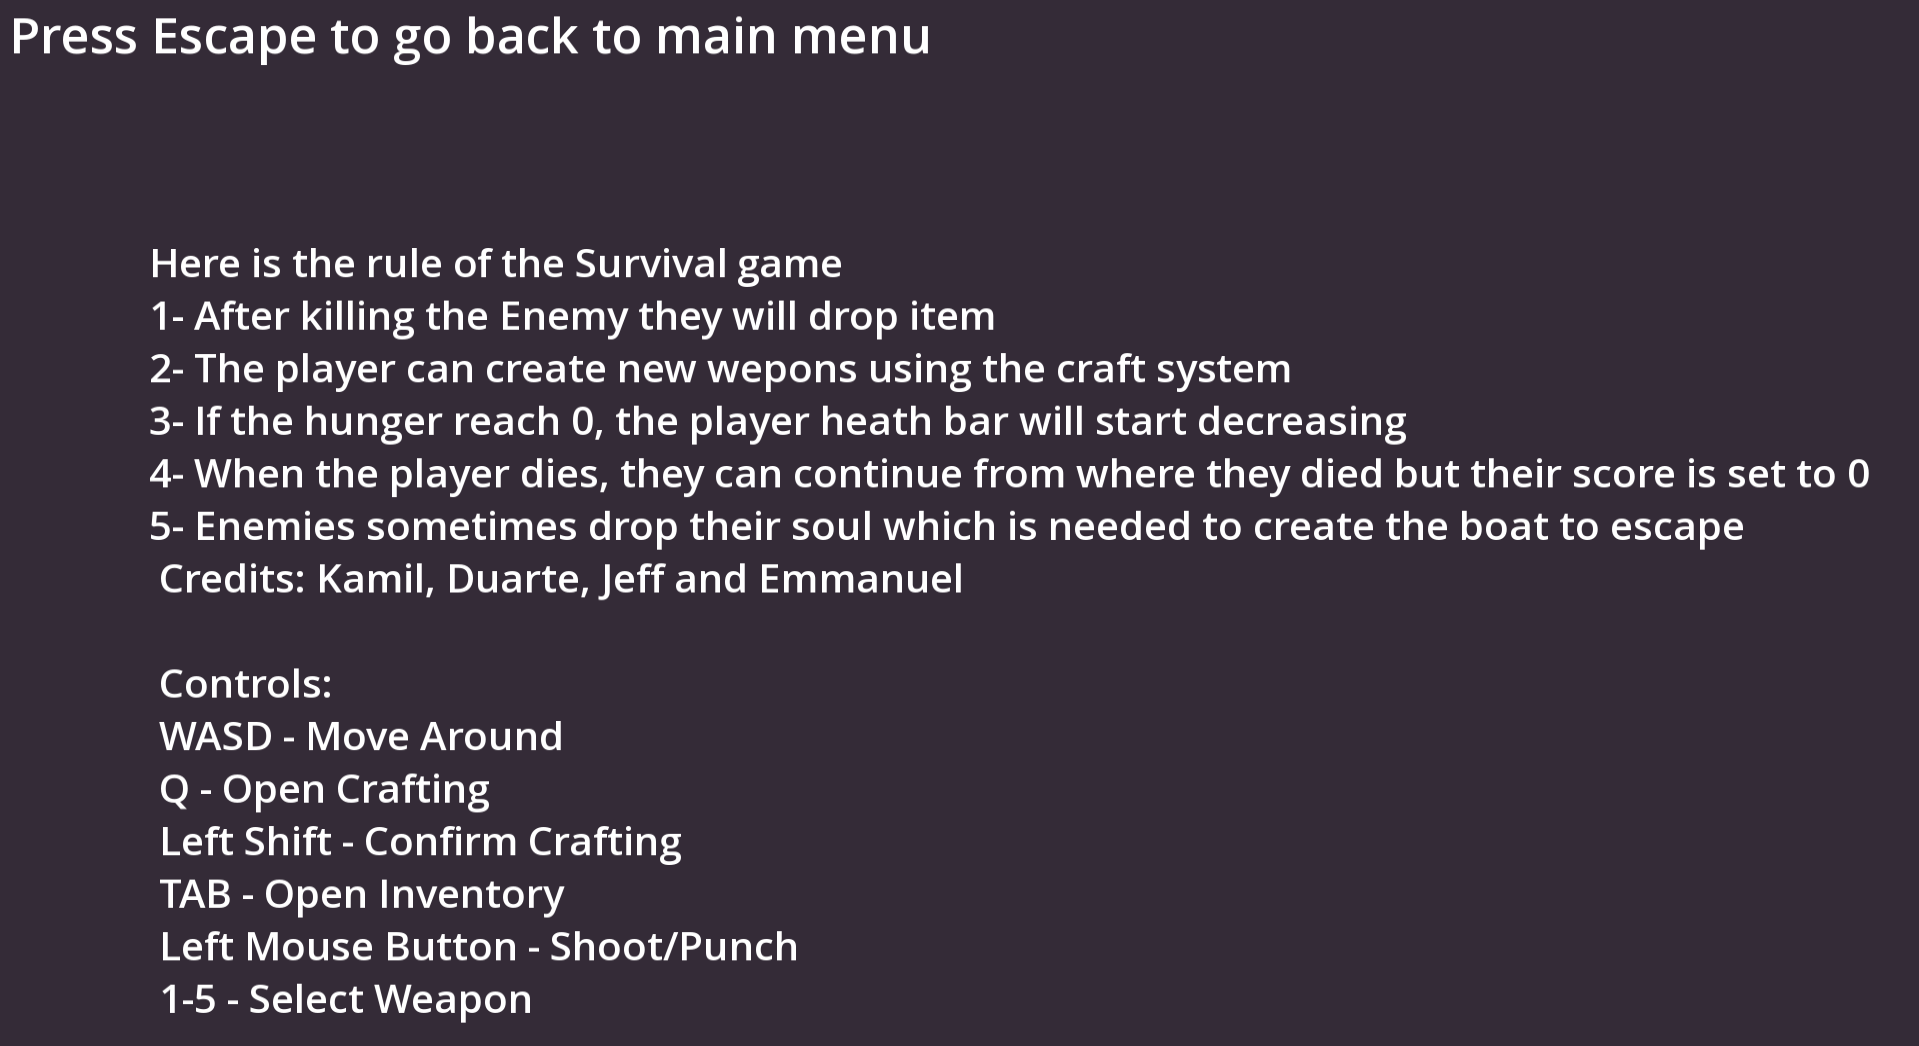 Press Escape to go back to main menu
Here is the rule of the Survival game
1- After killing the Enemy they will drop item
2- The player can create new wepons using the craft system
3- If the hunger reach 0, the player heath bar will start decreasing
4- When the player dies, they can continue from where they died but their score is set to 0
5- Enemies sometimes drop their soul which is needed to create the boat to escape
Credits: Kamil, Duarte, Jeff and Emmanuel
Controls:
WASD - Move Around
Q - Open Crafting
Left Shift - Confirm Crafting
TAB - Open Inventory
Left Mouse Button - Shoot/Punch
1-5 - Select Weapon